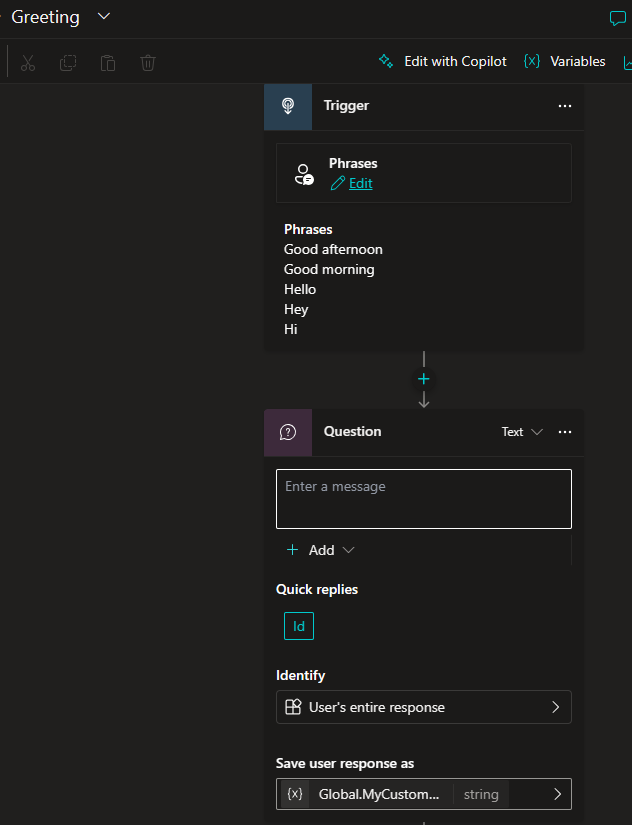 Greeting
Edit with Copilot
{x} Variables
Trigger
...
Phrases
Edit
Phrases
Good afternoon
Good morning
Hello
Hey
Hi
+
Question
Text
...
Enter a message
+ Add
Quick replies
Id
Identify
User's entire response
Save user response as
{x} Global.MyCustom... string